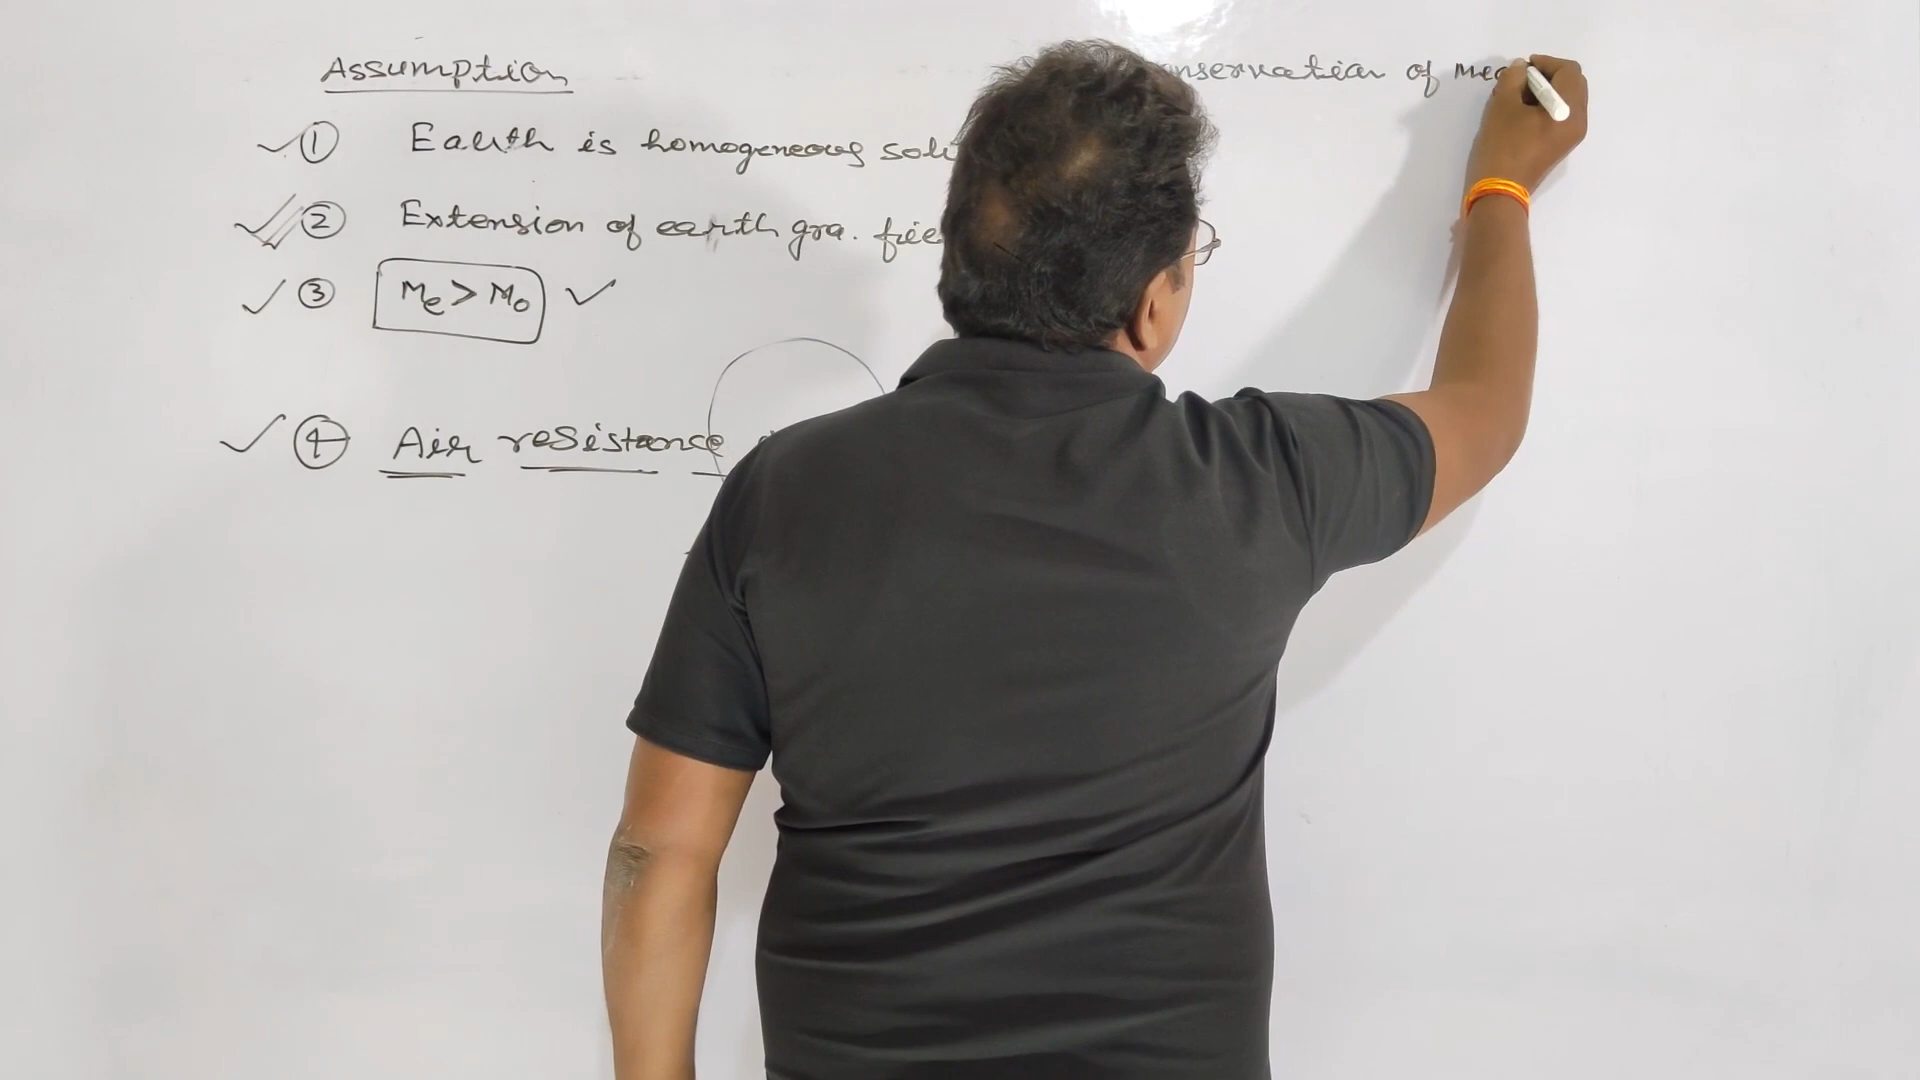 Assumption
onservation of Mec
① Earth is homogeneous soli
② Extension of earth gra. fie
③ Me > Mo
④ Air resistance